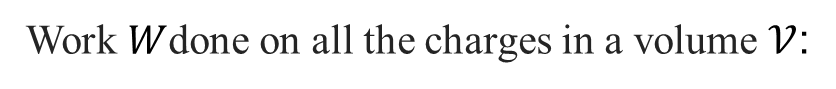 Work 𝑊 done on all the charges in a volume 𝒱: